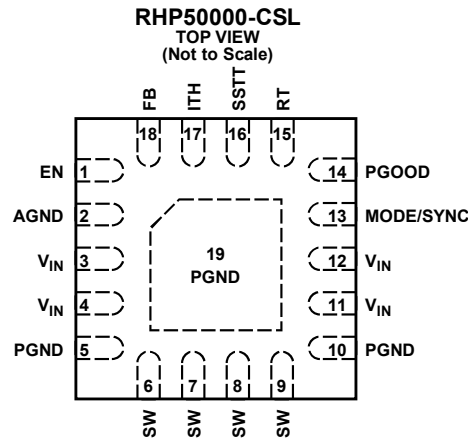 RHP50000-CSL
TOP VIEW
(Not to Scale)
FB ITH SSTT RT
18 17 16 15
EN 1 14 PGOOD
AGND 2 13 MODE/SYNC
VIN 3 12 VIN
19
PGND
VIN 4 11 VIN
PGND 5 10 PGND
6 7 8 9
SW SW SW SW